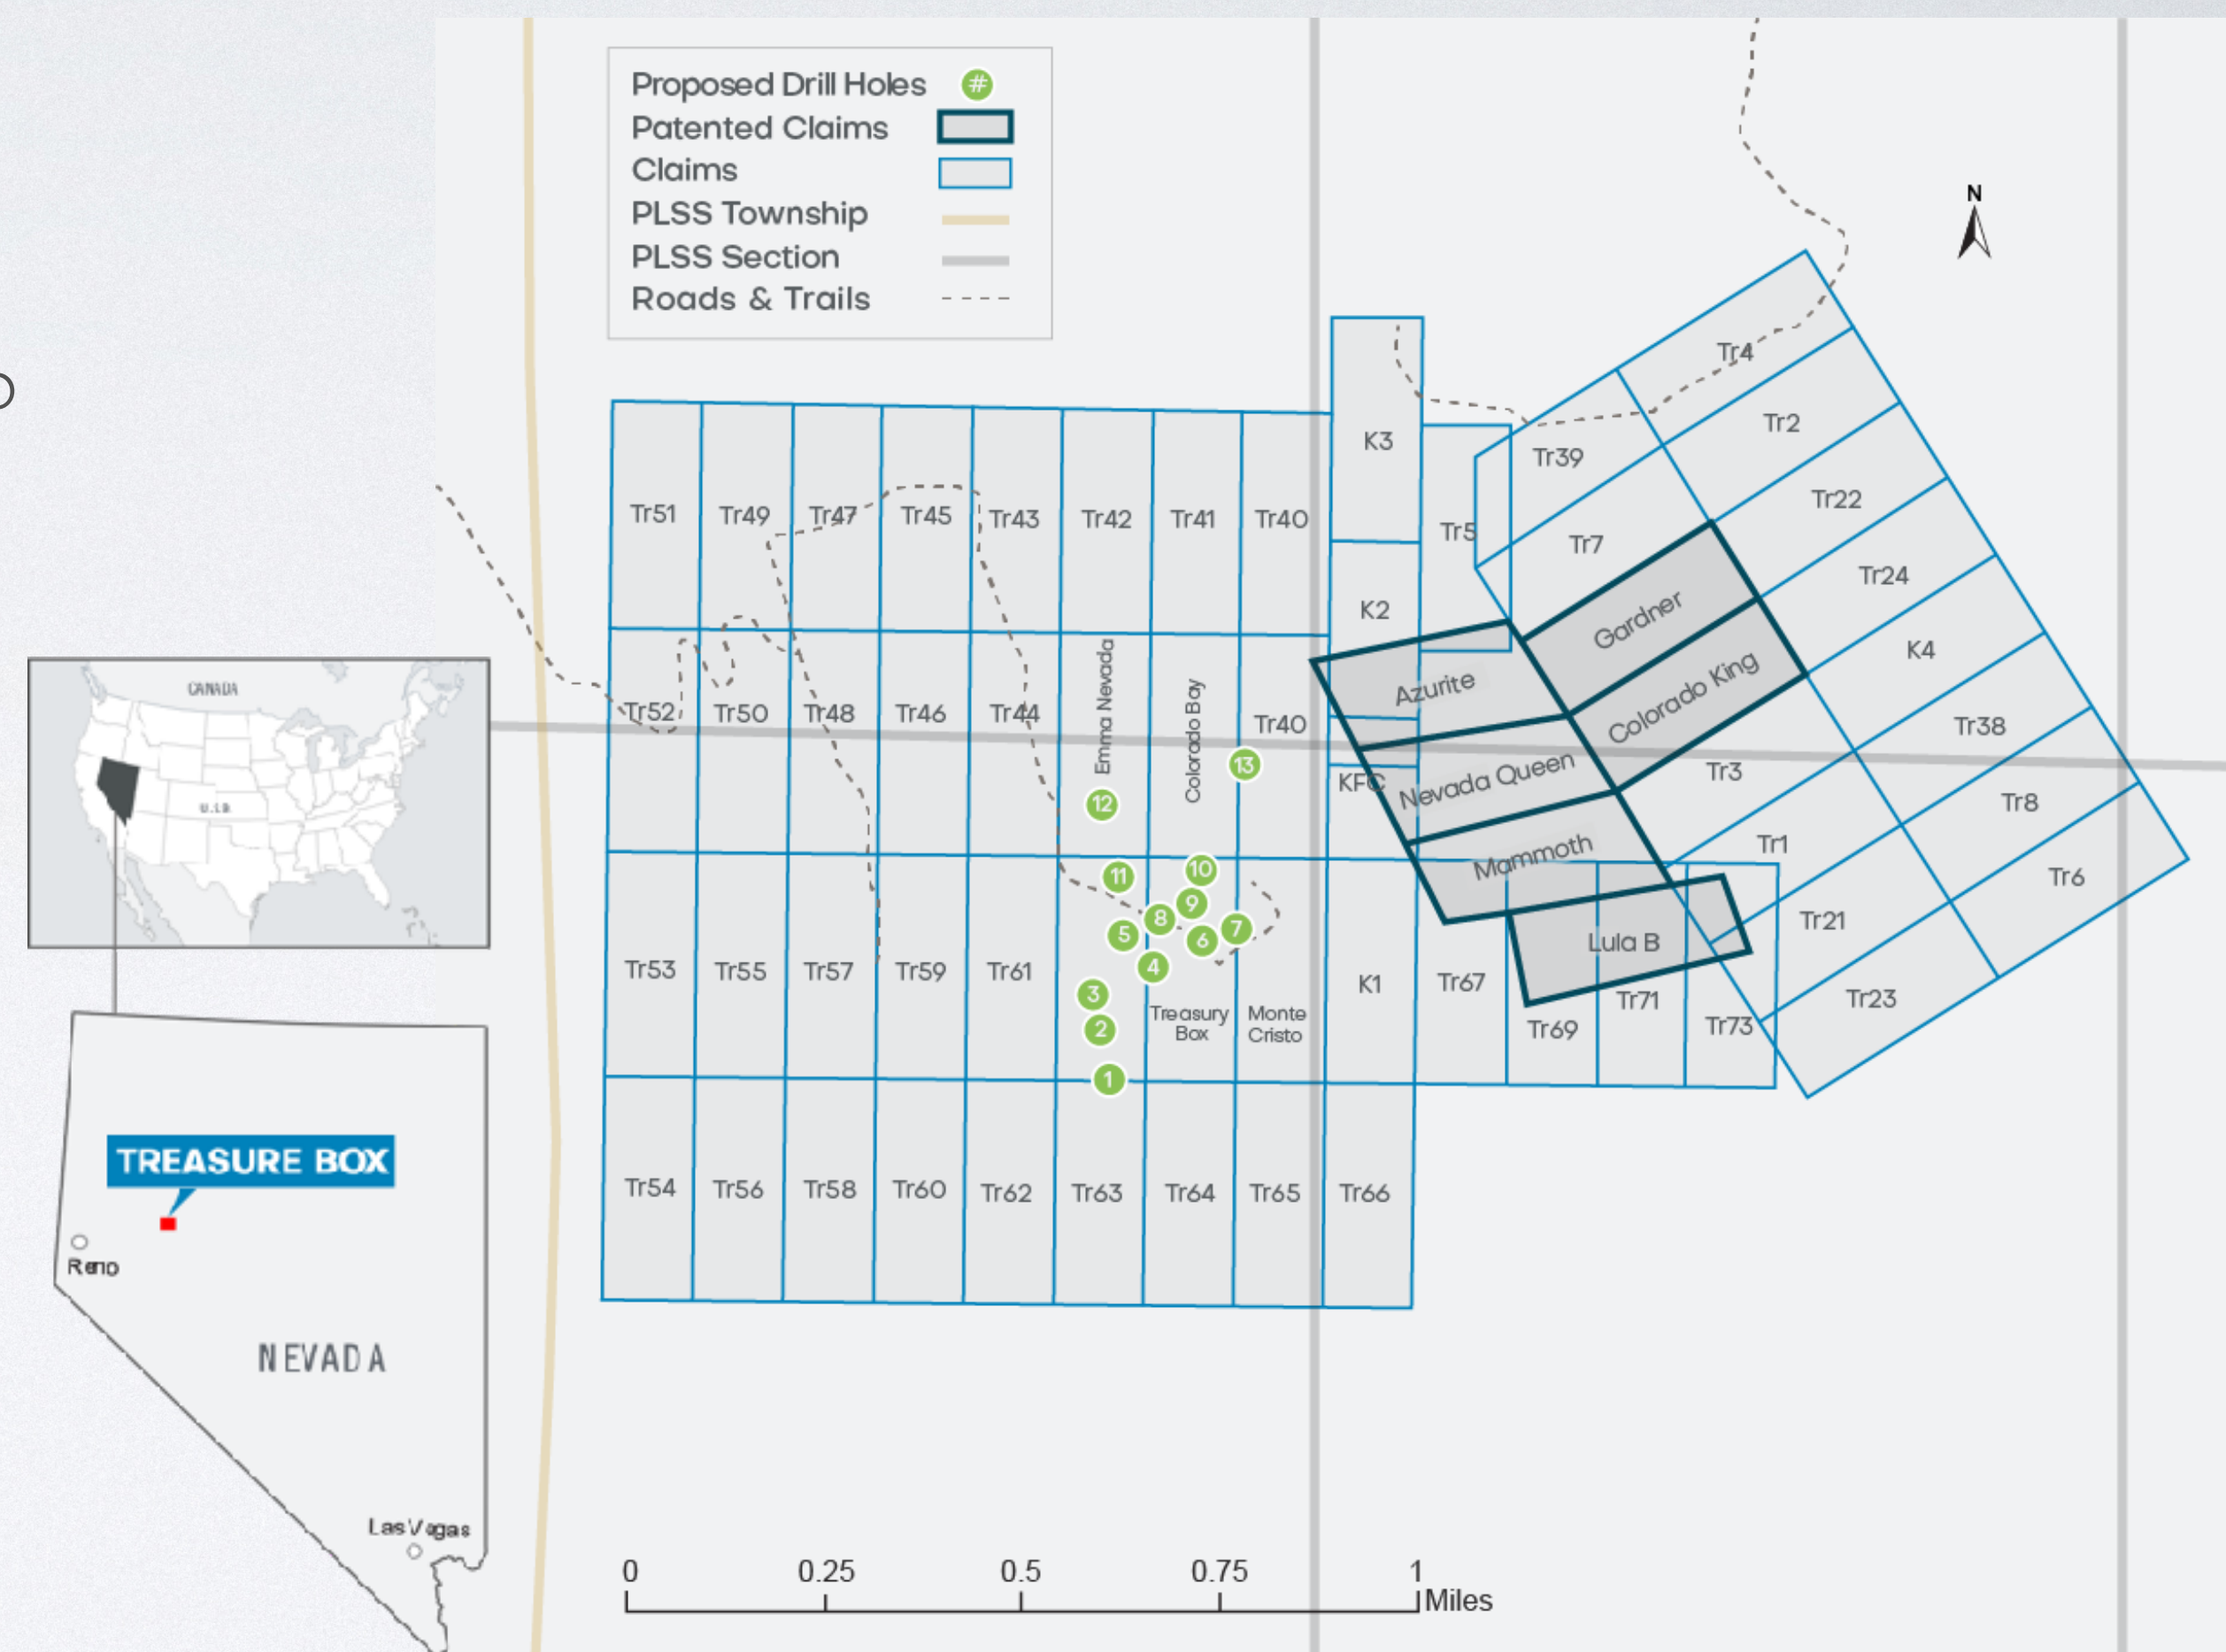 Proposed Drill Holes #
Patented Claims
Claims
PLSS Township
PLSS Section
Roads & Trails
N
Tr4
Tr2
Tr39
K3
Tr22
Tr51 Tr49 Tr47 Tr45 Tr43 Tr42 Tr41 Tr40
Tr5
Tr7
Tr24
K2
Gardner
K4
Azurite
Colorado King
Tr52 Tr50 Tr48 Tr46 Tr44
Emma Nevada
Colorado Bay
Tr40
Tr38
13
KFC
Nevada Queen
Tr3
12
Tr8
Mammoth
Tr1
11
10
Tr6
9
8
7
5
6
Lula B
Tr21
4
Tr53 Tr55 Tr57 Tr59 Tr61
K1
Tr67
3
Treasury
Box
Monte
Cristo
Tr71
Tr23
2
Tr69
Tr73
1
Tr54 Tr56 Tr58 Tr60 Tr62 Tr63 Tr64 Tr65 Tr66
CANADA
TREASURE BOX
Reno
NEVADA
Las Vegas
0 0.25 0.5 0.75 1
Miles